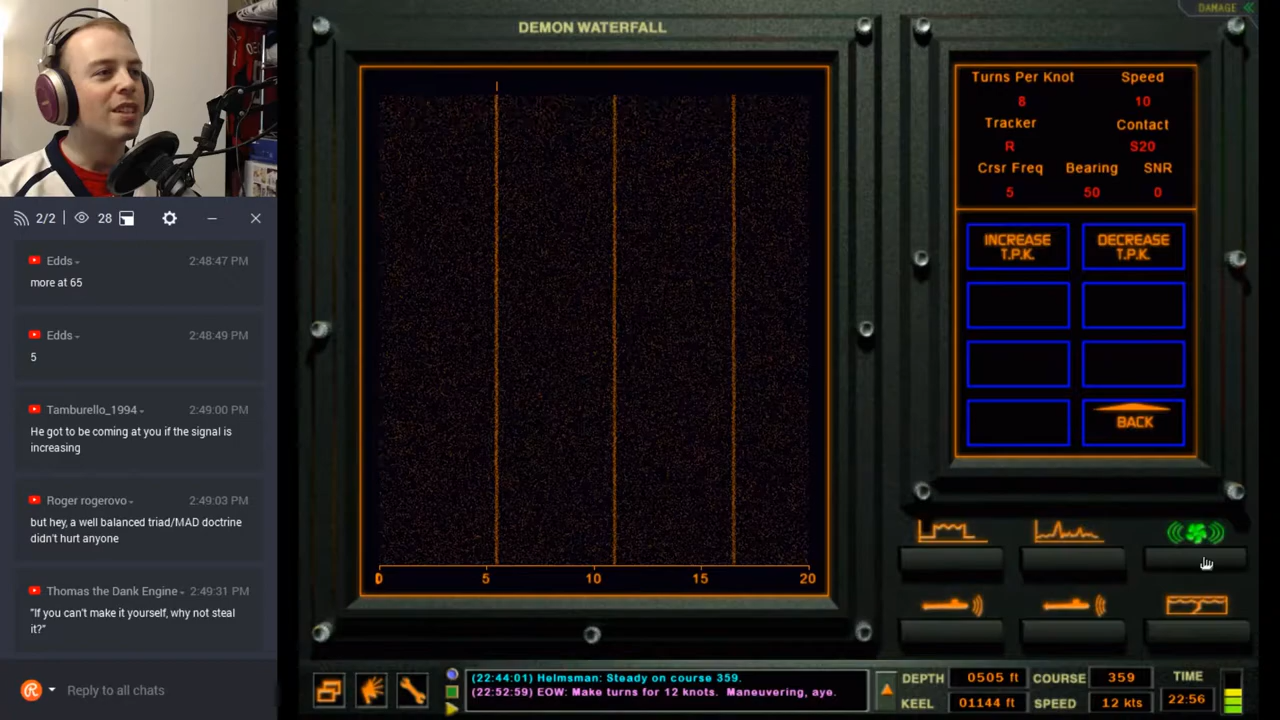 DAMAGE
DEMON WATERFALL
0 5 10 15 20
Turns Per Knot Speed
8 10
Tracker Contact
R S20
Crsr Freq Bearing SNR
5 50 0
INCREASE
T.P.K.
DECREASE
T.P.K.
BACK
2/2 28
Edds 2:48:47 PM
more at 65
Edds 2:48:49 PM
5
Tamburello_1994 2:49:00 PM
He got to be coming at you if the signal is
increasing
Roger rogerovo 2:49:03 PM
but hey, a well balanced triad/MAD doctrine
didn't hurt anyone
Thomas the Dank Engine 2:49:31 PM
"If you can't make it yourself, why not steal
it?"
Reply to all chats
(22:44:01) Helmsman: Steady on course 359.
(22:52:59) EOW: Make turns for 12 knots. Maneuvering, aye.
DEPTH 0505 ft COURSE 359 TIME
KEEL 01144 ft SPEED 12 kts 22:56